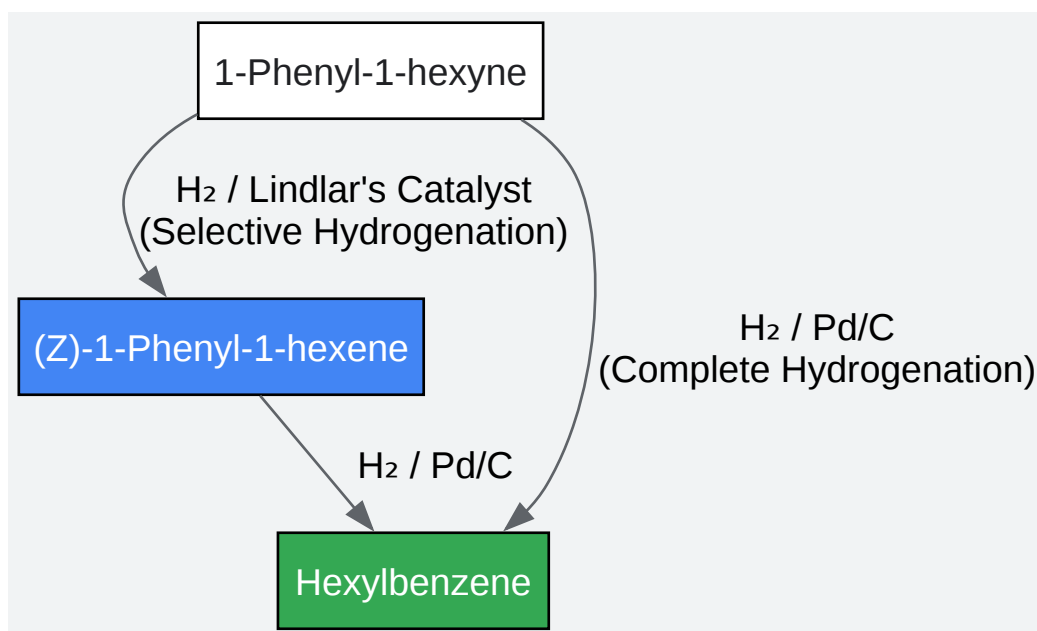 1-Phenyl-1-hexyne
H₂ / Lindlar's Catalyst
(Selective Hydrogenation)
(Z)-1-Phenyl-1-hexene
H₂ / Pd/C
(Complete Hydrogenation)
H₂ / Pd/C
Hexylbenzene